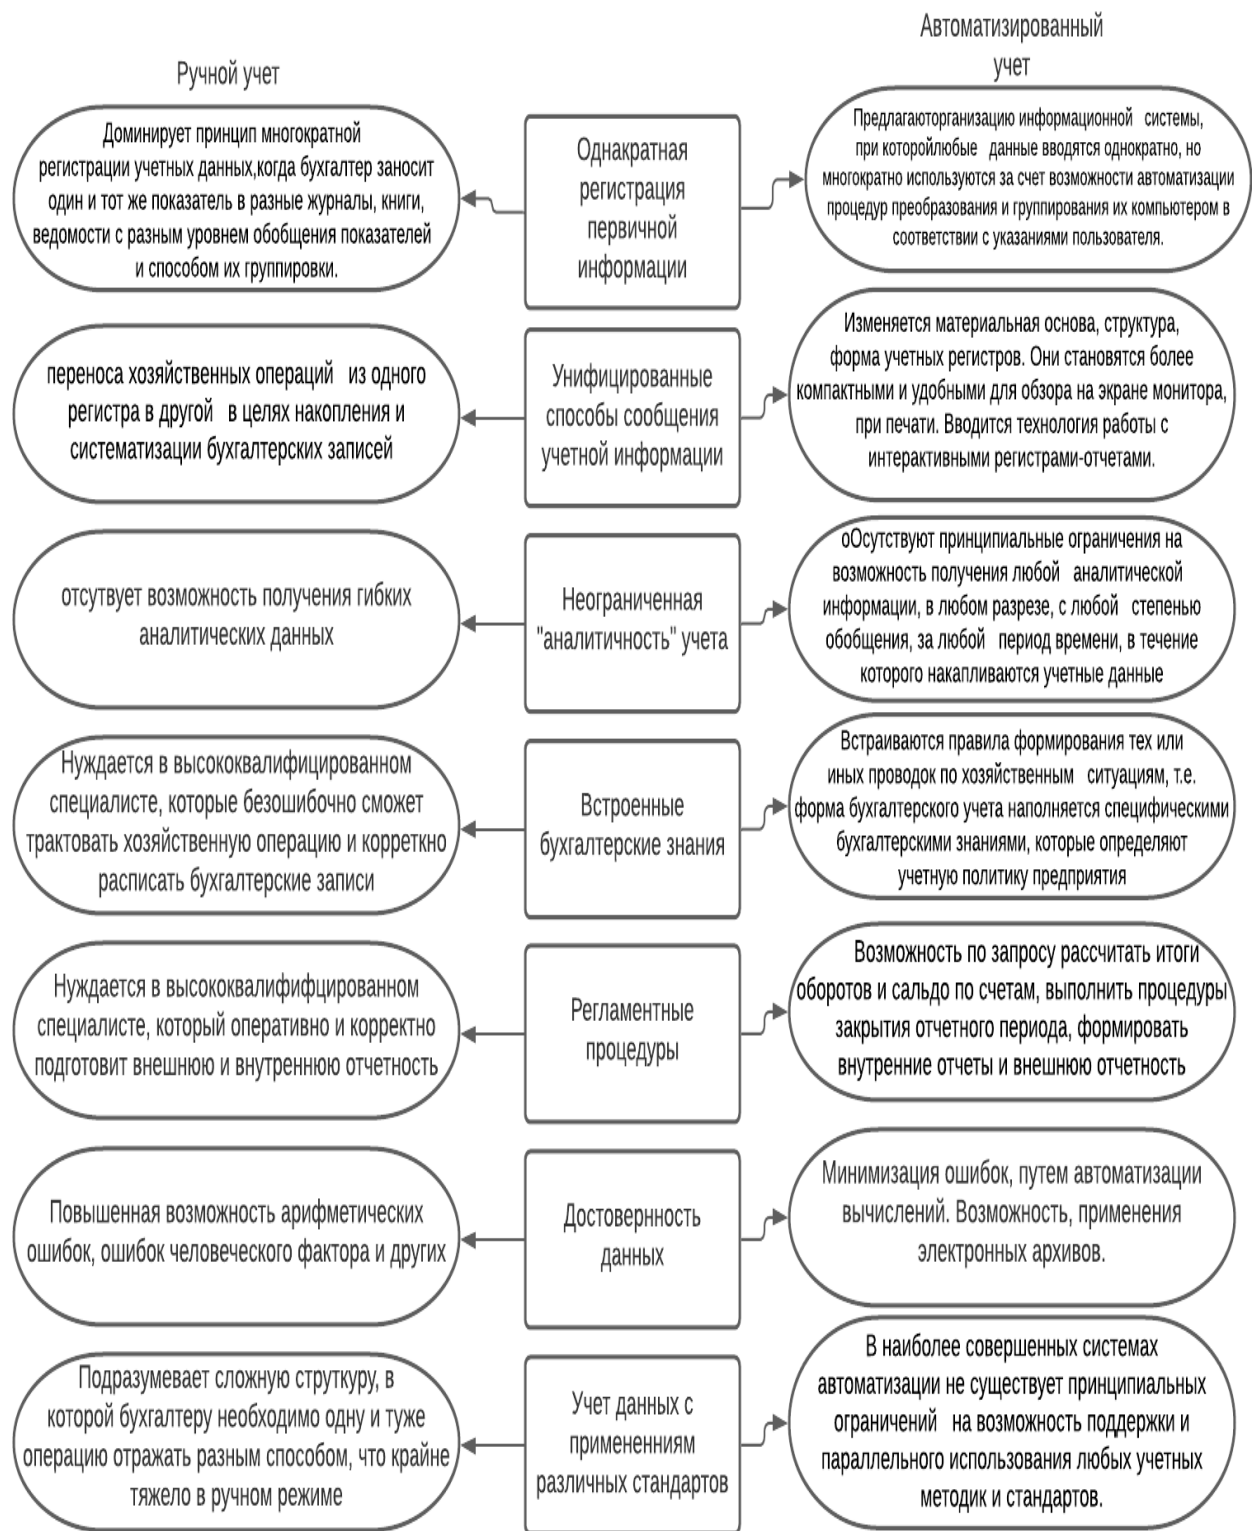 Ручной учет
Автоматизированный
учет
Доминирует принцип многократной
регистрации учетных данных,когда бухгалтер заносит
один и тот же показатель в разные журналы, книги,
ведомости с разным уровнем обобщения показателей
и способом их группировки.
Однакратная
регистрация
первичной
информации
Предлагаюторганизацию информационной системы,
при которойлюбые данные вводятся однократно, но
многократно используются за счет возможности автоматизации
процедур преобразования и группирования их компьютером в
соответствии с указаниями пользователя.
переноса хозяйственных операций из одного
регистра в другой в целях накопления и
систематизации бухгалтерских записей
Унифицированные
способы сообщения
учетной информации
Изменяется материальная основа, структура,
форма учетных регистров. Они становятся более
компактными и удобными для обзора на экране монитора,
при печати. Вводится технология работы с
интерактивными регистрами-отчетами.
отсутвует возможность получения гибких
аналитических данных
Неограниченная
"аналитичность" учета
оОсутствуют принципиальные ограничения на
возможность получения любой аналитической
информации, в любом разрезе, с любой степенью
обобщения, за любой период времени, в течение
которого накапливаются учетные данные
Нуждается в высококвалифицированном
специалисте, которые безошибочно сможет
трактовать хозяйственную операцию и корреткно
расписать бухгалтерские записи
Встроенные
бухгалтерские знания
Встраиваются правила формирования тех или
иных проводок по хозяйственным ситуациям, т.е.
форма бухгалтерского учета наполняется специфическими
бухгалтерскими знаниями, которые определяют
учетную политику предприятия
Нуждается в высококвалифифцированном
специалисте, который оперативно и корректно
подготовит внешнюю и внутреннюю отчетность
Регламентные
процедуры
Возможность по запросу рассчитать итоги
оборотов и сальдо по счетам, выполнить процедуры
закрытия отчетного периода, формировать
внутренние отчеты и внешнюю отчетность
Повышенная возможность арифметических
ошибок, ошибок человеческого фактора и других
Достовернность
данных
Минимизация ошибок, путем автоматизации
вычислений. Возможность, применения
электронных архивов.
Подразумевает сложную струткуру, в
которой бухгалтеру необходимо одну и туже
операцию отражать разным способом, что крайне
тяжело в ручном режиме
Учет данных с
примененниям
различных стандартов
В наиболее совершенных системах
автоматизации не существует принципиальных
ограничений на возможность поддержки и
параллельного использования любых учетных
методик и стандартов.